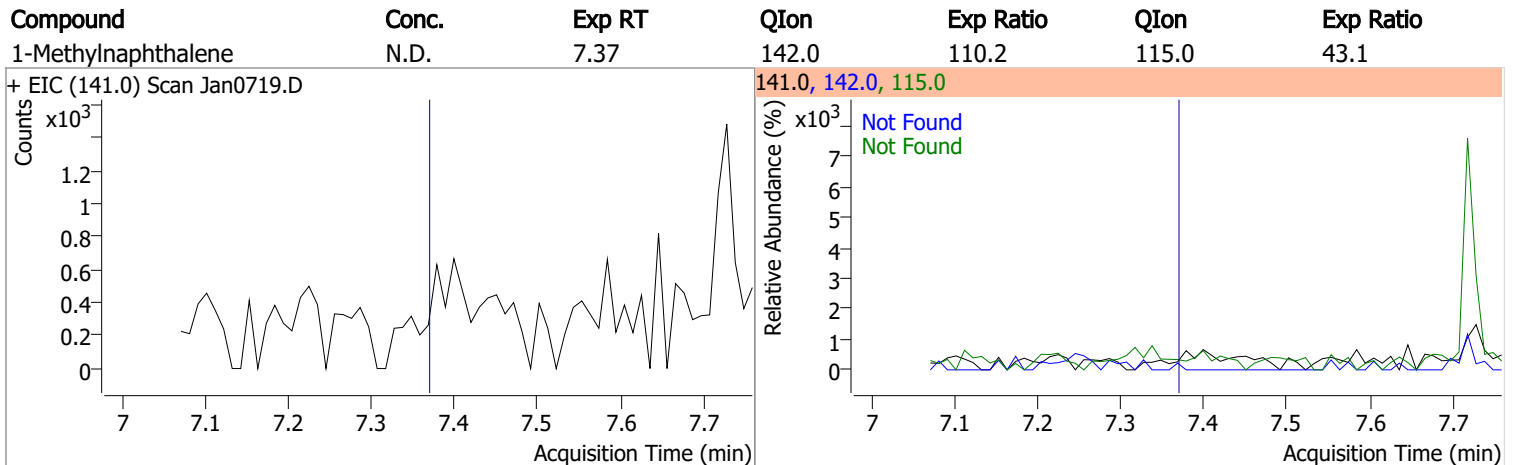 Compound Conc. Exp RT QIon Exp Ratio QIon Exp Ratio
1-Methylnaphthalene N.D. 7.37 142.0 110.2 115.0 43.1
+ EIC (141.0) Scan Jan0719.D
Counts
x10³
1.2
1
0.8
0.6
0.4
0.2
0
7 7.1 7.2 7.3 7.4 7.5 7.6 7.7
Acquisition Time (min)
141.0, 142.0, 115.0
Relative Abundance (%)
x10³
Not Found
Not Found
7
6
5
4
3
2
1
0
7 7.1 7.2 7.3 7.4 7.5 7.6 7.7
Acquisition Time (min)